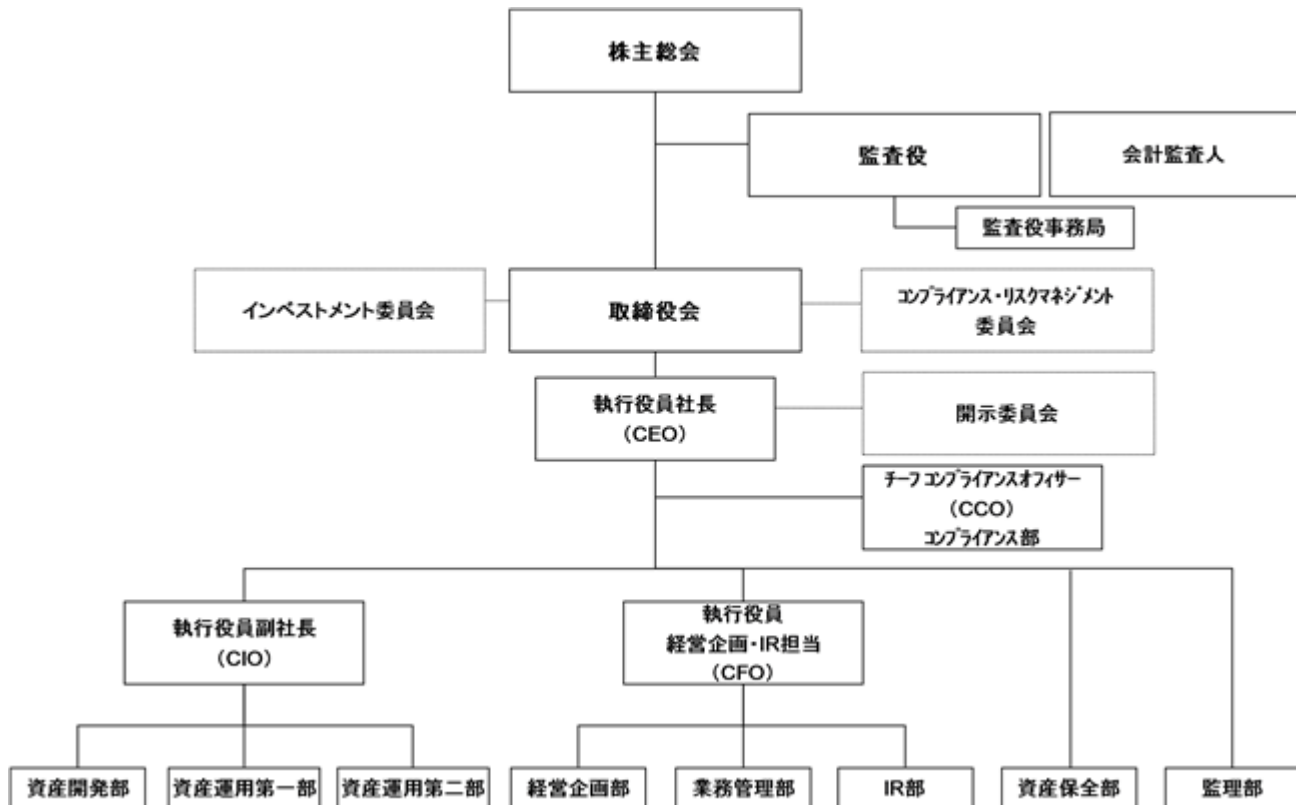 株主総会
監査役
会計監査人
監査役事務局
インベストメント委員会
取締役会
コンプライアンス・リスクマネジメント
委員会
執行役員社長
(CEO)
開示委員会
チーフコンプライアンスオフィサー
(CCO)
コンプライアンス部
執行役員副社長
(CIO)
執行役員
経営企画・IR担当
(CFO)
資産開発部
資産運用第一部
資産運用第二部
経営企画部
業務管理部
IR部
資産保全部
監理部